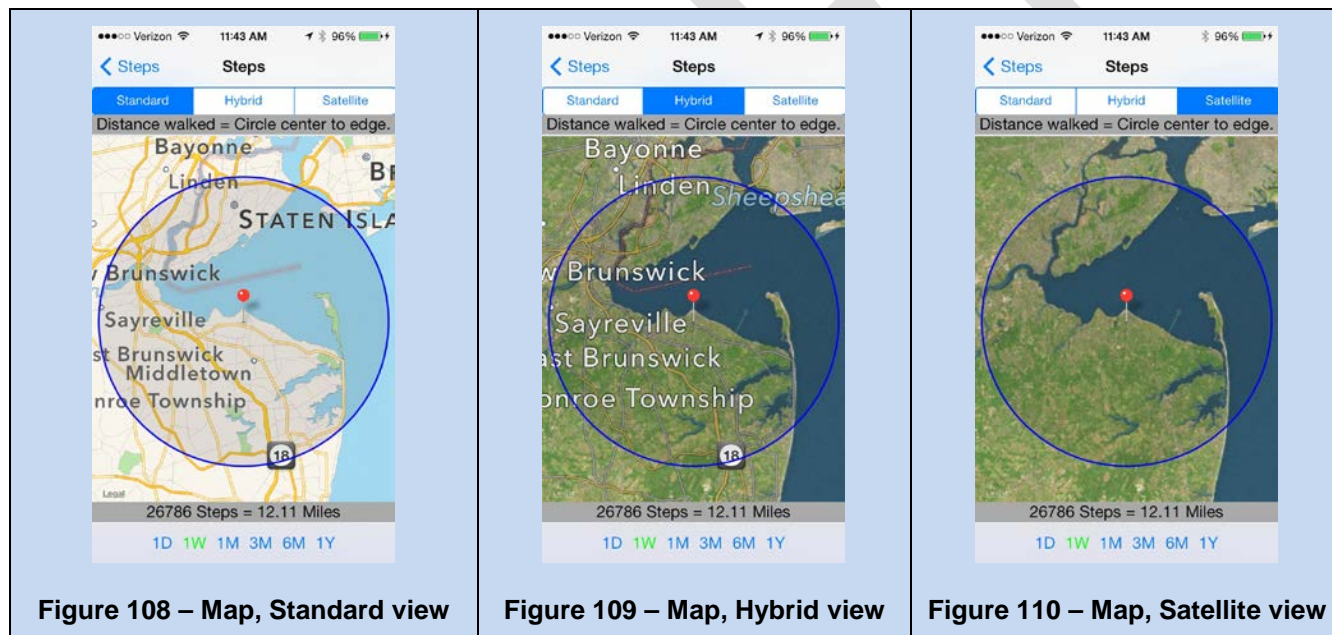 ●●●○○ Verizon 11:43 AM 96%
Steps Steps
Standard Hybrid Satellite
Distance walked = Circle center to edge.
Bayonne
Linden
BR
STATEN ISLA
Brunswick
Sayreville
st Brunswick
Middletown
nroe Township
18
Legal
26786 Steps = 12.11 Miles
1D 1W 1M 3M 6M 1Y
Figure 108 – Map, Standard view
●●●○○ Verizon 11:43 AM 96%
Steps Steps
Standard Hybrid Satellite
Distance walked = Circle center to edge.
Bayonne
Linden
Sheepshea
w Brunswick
Sayreville
ast Brunswick
onroe Township
18
26786 Steps = 12.11 Miles
1D 1W 1M 3M 6M 1Y
Figure 109 – Map, Hybrid view
●●●○○ Verizon 11:43 AM 96%
Steps Steps
Standard Hybrid Satellite
Distance walked = Circle center to edge.
26786 Steps = 12.11 Miles
1D 1W 1M 3M 6M 1Y
Figure 110 – Map, Satellite view